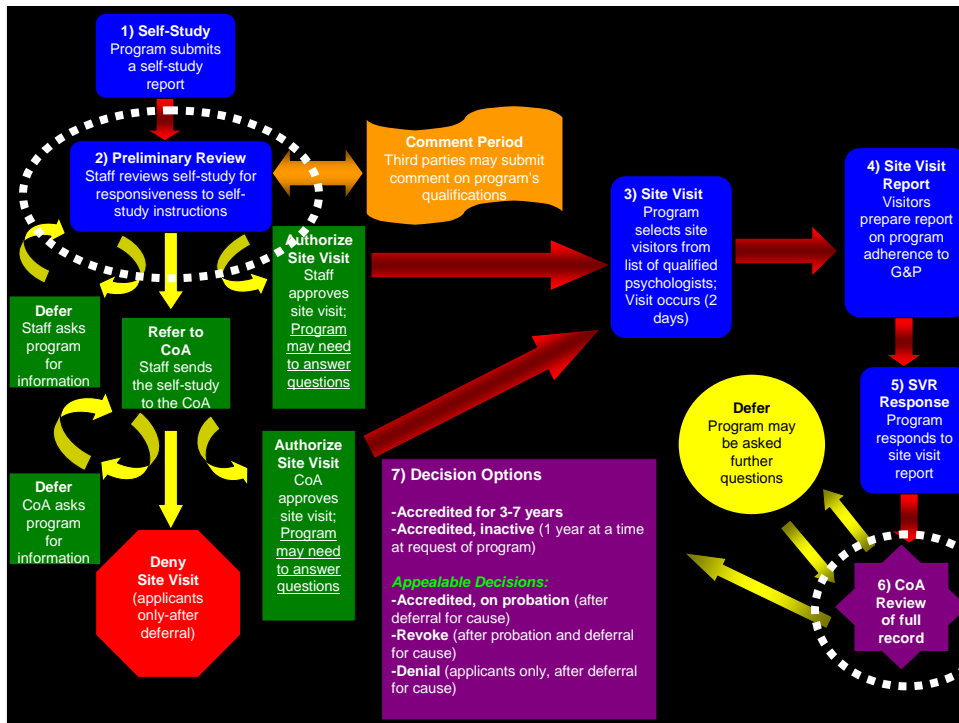 1) Self-Study
Program submits
a self-study
report
2) Preliminary Review
Staff reviews self-study for
responsiveness to self-
study instructions
Comment Period
Third parties may submit
comment on program's
qualifications
3) Site Visit
Program
selects site
visitors from
list of qualified
psychologists;
Visit occurs (2
days)
4) Site Visit
Report
Visitors
prepare report
on program
adherence to
G&P
Authorize
Site Visit
Staff
approves
site visit;
Program
may need
to answer
questions
Defer
Staff asks
program
for
information
Refer to
CoA
Staff sends
the self-study
to the CoA
5) SVR
Response
Program
responds to
site visit
report
Defer
Program may
be asked
further
questions
Authorize
Site Visit
CoA
approves
site visit;
Program
may need
to answer
questions
Defer
CoA asks
program
for
information
Deny
Site Visit
(applicants
only-after
deferral)
7) Decision Options
-Accredited for 3-7 years
-Accredited, inactive (1 year at a time
at request of program)
Appealable Decisions:
-Accredited, on probation (after
deferral for cause)
-Revoke (after probation and deferral
for cause)
-Denial (applicants only, after deferral
for cause)
6) CoA
Review
of full
record